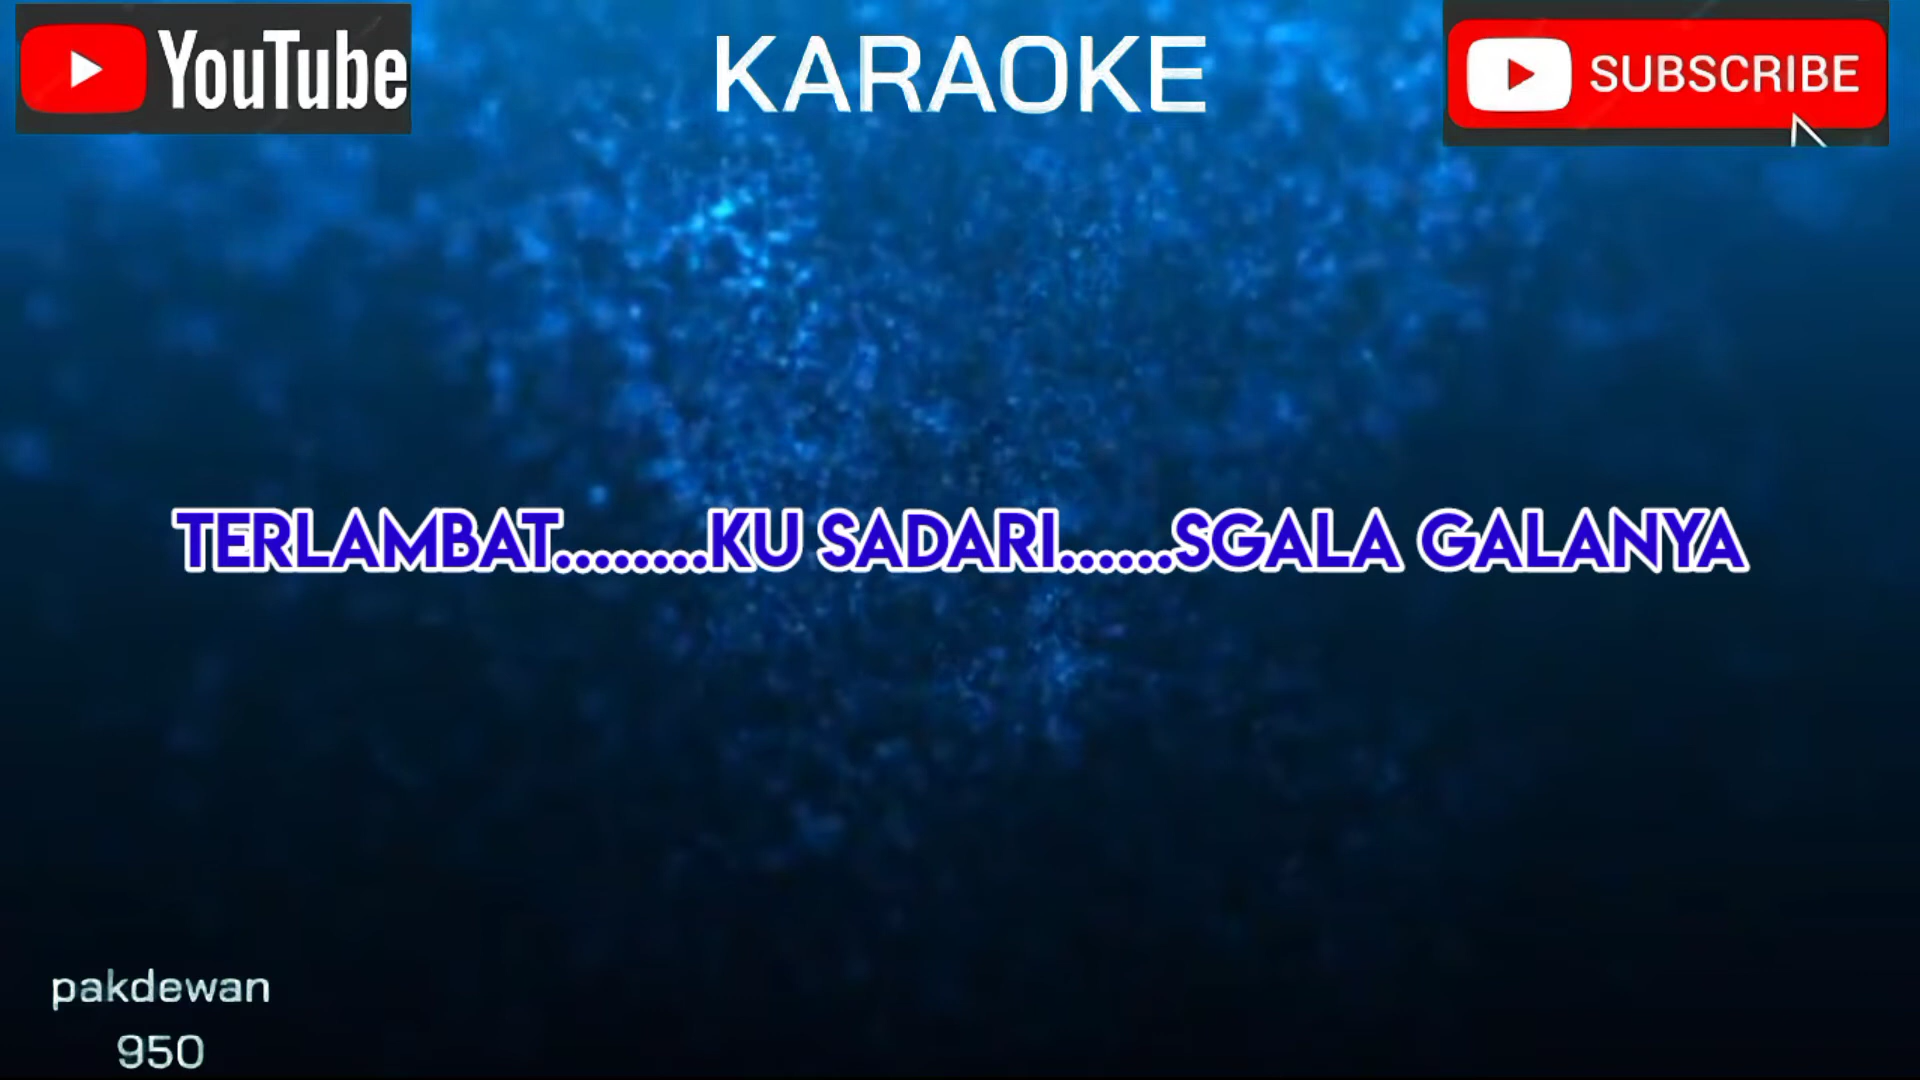 YouTube
KARAOKE
SUBSCRIBE
TERLAMBAT........KU SADARI......SGALA GALANYA
pakdewan
950